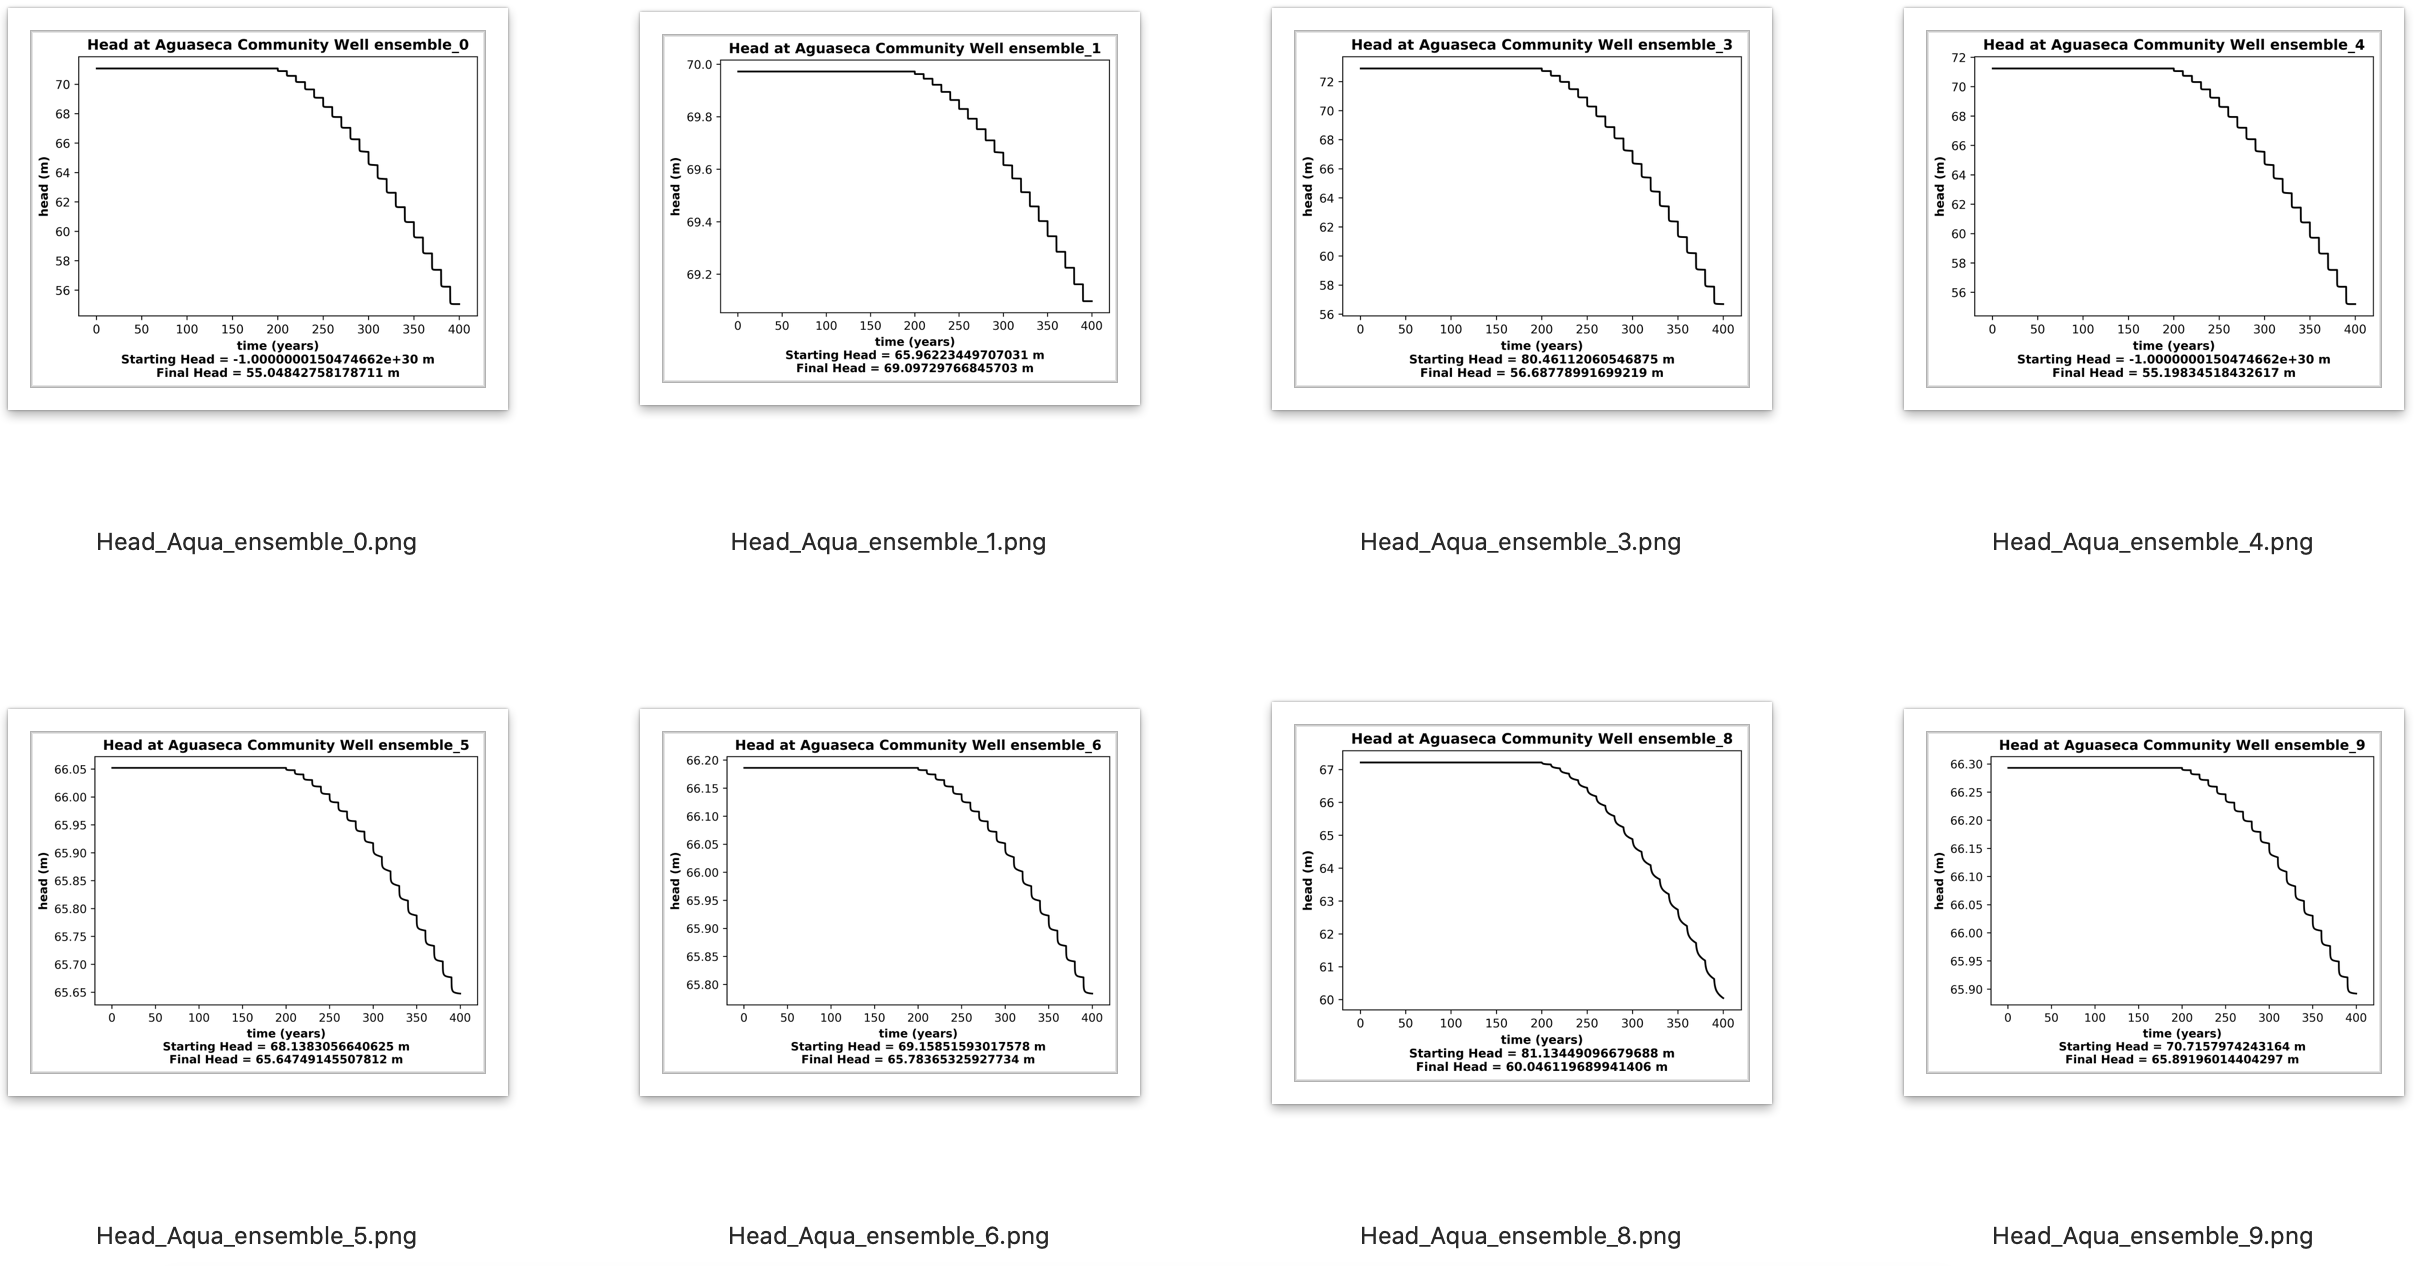 Head at Aguaseca Community Well ensemble_0
70
68
66
64
62
60
58
56
head (m)
0 50 100 150 200 250 300 350 400
time (years)
Starting Head = -1.0000000150474662e+30 m
Final Head = 55.04842758178711 m
Head_Aqua_ensemble_0.png
Head at Aguaseca Community Well ensemble_1
70.0
69.8
69.6
69.4
69.2
head (m)
0 50 100 150 200 250 300 350 400
time (years)
Starting Head = 65.96223449707031 m
Final Head = 69.09729766845703 m
Head_Aqua_ensemble_1.png
Head at Aguaseca Community Well ensemble_3
72
70
68
66
64
62
60
58
56
head (m)
0 50 100 150 200 250 300 350 400
time (years)
Starting Head = 80.46112060546875 m
Final Head = 56.68778991699219 m
Head_Aqua_ensemble_3.png
Head at Aguaseca Community Well ensemble_4
72
70
68
66
64
62
60
58
56
head (m)
0 50 100 150 200 250 300 350 400
time (years)
Starting Head = -1.0000000150474662e+30 m
Final Head = 55.19834518432617 m
Head_Aqua_ensemble_4.png
Head at Aguaseca Community Well ensemble_5
66.05
66.00
65.95
65.90
65.85
65.80
65.75
65.70
65.65
head (m)
0 50 100 150 200 250 300 350 400
time (years)
Starting Head = 68.1383056640625 m
Final Head = 65.64749145507812 m
Head_Aqua_ensemble_5.png
Head at Aguaseca Community Well ensemble_6
66.20
66.15
66.10
66.05
66.00
65.95
65.90
65.85
65.80
head (m)
0 50 100 150 200 250 300 350 400
time (years)
Starting Head = 69.15851593017578 m
Final Head = 65.78365325927734 m
Head_Aqua_ensemble_6.png
Head at Aguaseca Community Well ensemble_8
67
66
65
64
63
62
61
60
head (m)
0 50 100 150 200 250 300 350 400
time (years)
Starting Head = 81.13449096679688 m
Final Head = 60.046119689941406 m
Head_Aqua_ensemble_8.png
Head at Aguaseca Community Well ensemble_9
66.30
66.25
66.20
66.15
66.10
66.05
66.00
65.95
65.90
head (m)
0 50 100 150 200 250 300 350 400
time (years)
Starting Head = 70.7157974243164 m
Final Head = 65.89196014404297 m
Head_Aqua_ensemble_9.png